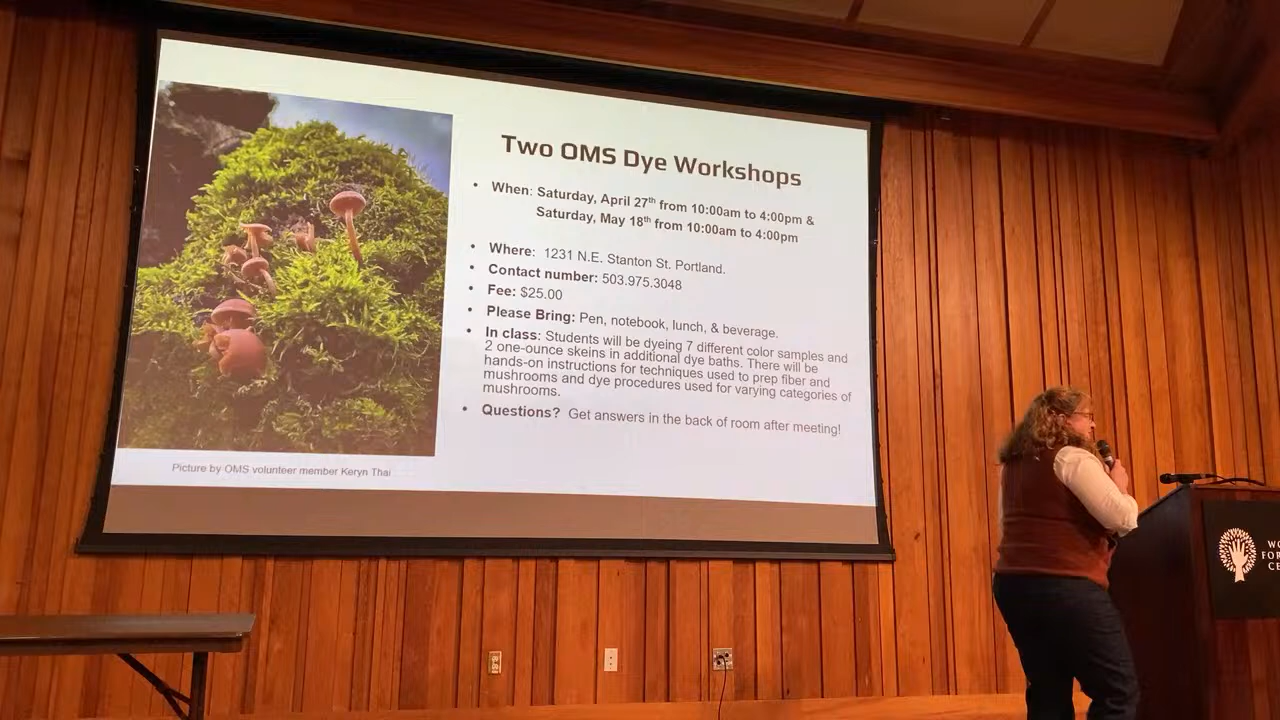 Two OMS Dye Workshops
• When: Saturday, April 27th from 10:00am to 4:00pm &
Saturday, May 18th from 10:00am to 4:00pm
• Where: 1231 N.E. Stanton St. Portland.
• Contact number: 503.975.3048
• Fee: $25.00
• Please Bring: Pen, notebook, lunch, & beverage.
• In class: Students will be dyeing 7 different color samples and
2 one-ounce skeins in additional dye baths. There will be
hands-on instructions for techniques used to prep fiber and
mushrooms and dye procedures used for varying categories of
mushrooms.
• Questions? Get answers in the back of room after meeting!
Picture by OMS volunteer member Keryn Thai
WO
FOR
CE